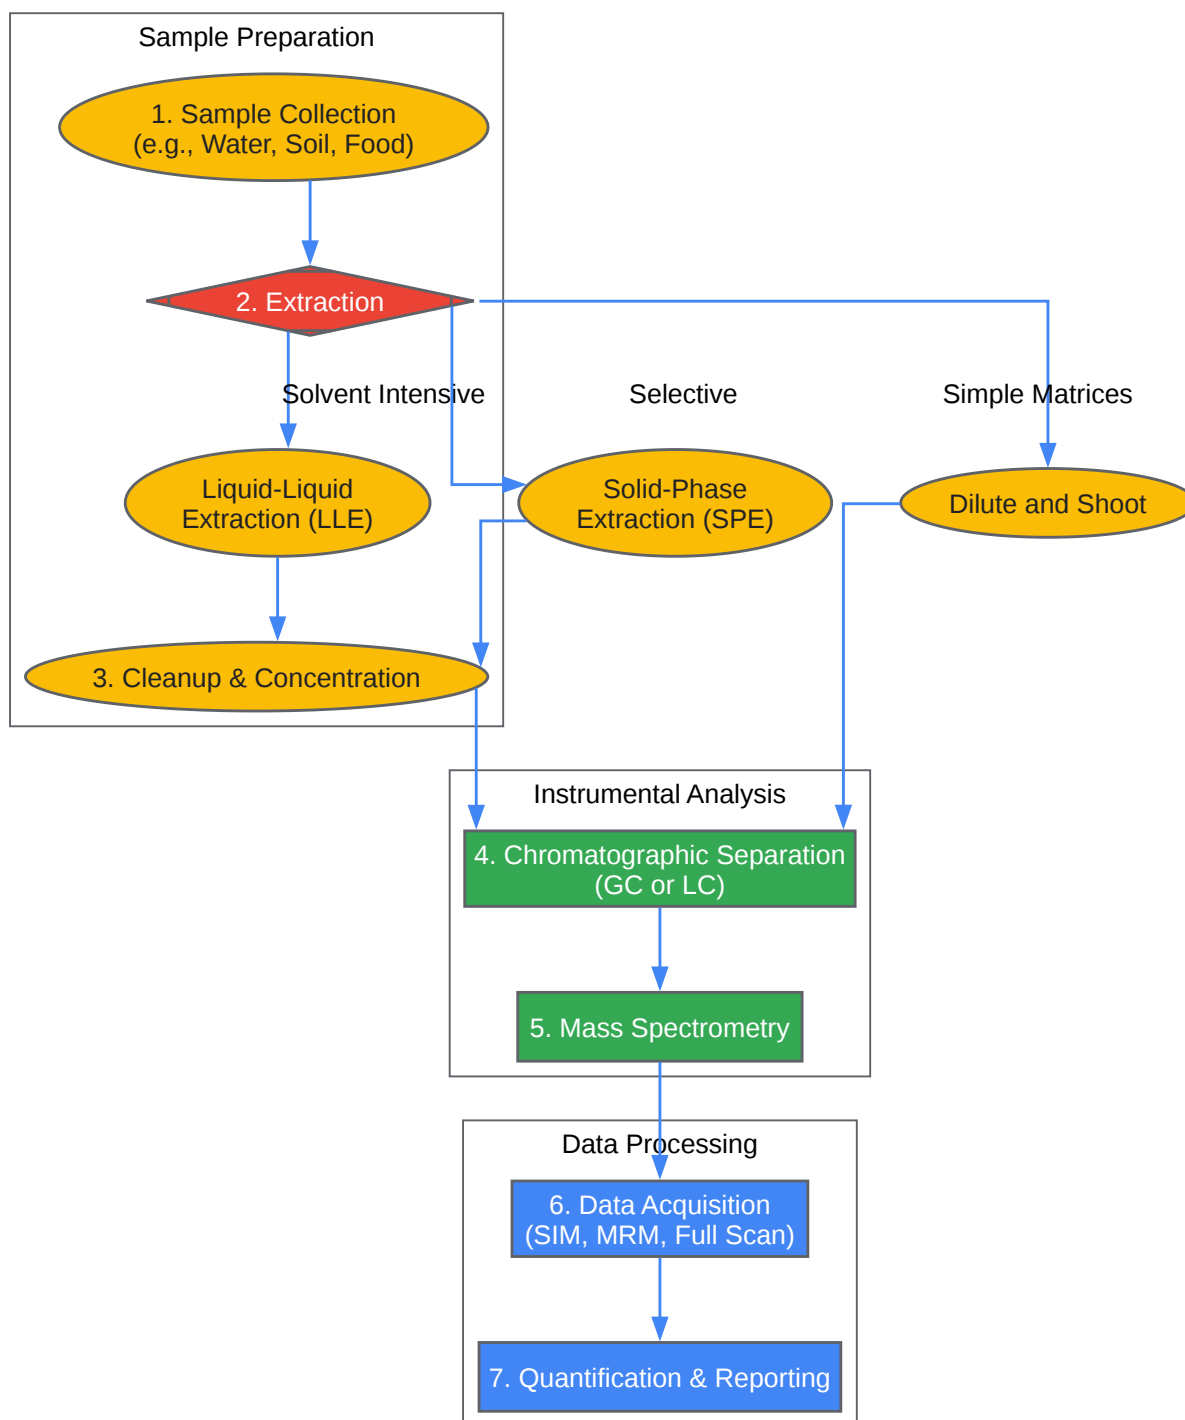 Sample Preparation
1. Sample Collection
(e.g., Water, Soil, Food)
2. Extraction
Solvent Intensive
Selective
Simple Matrices
Liquid-Liquid
Extraction (LLE)
Solid-Phase
Extraction (SPE)
Dilute and Shoot
3. Cleanup & Concentration
Instrumental Analysis
4. Chromatographic Separation
(GC or LC)
5. Mass Spectrometry
Data Processing
6. Data Acquisition
(SIM, MRM, Full Scan)
7. Quantification & Reporting